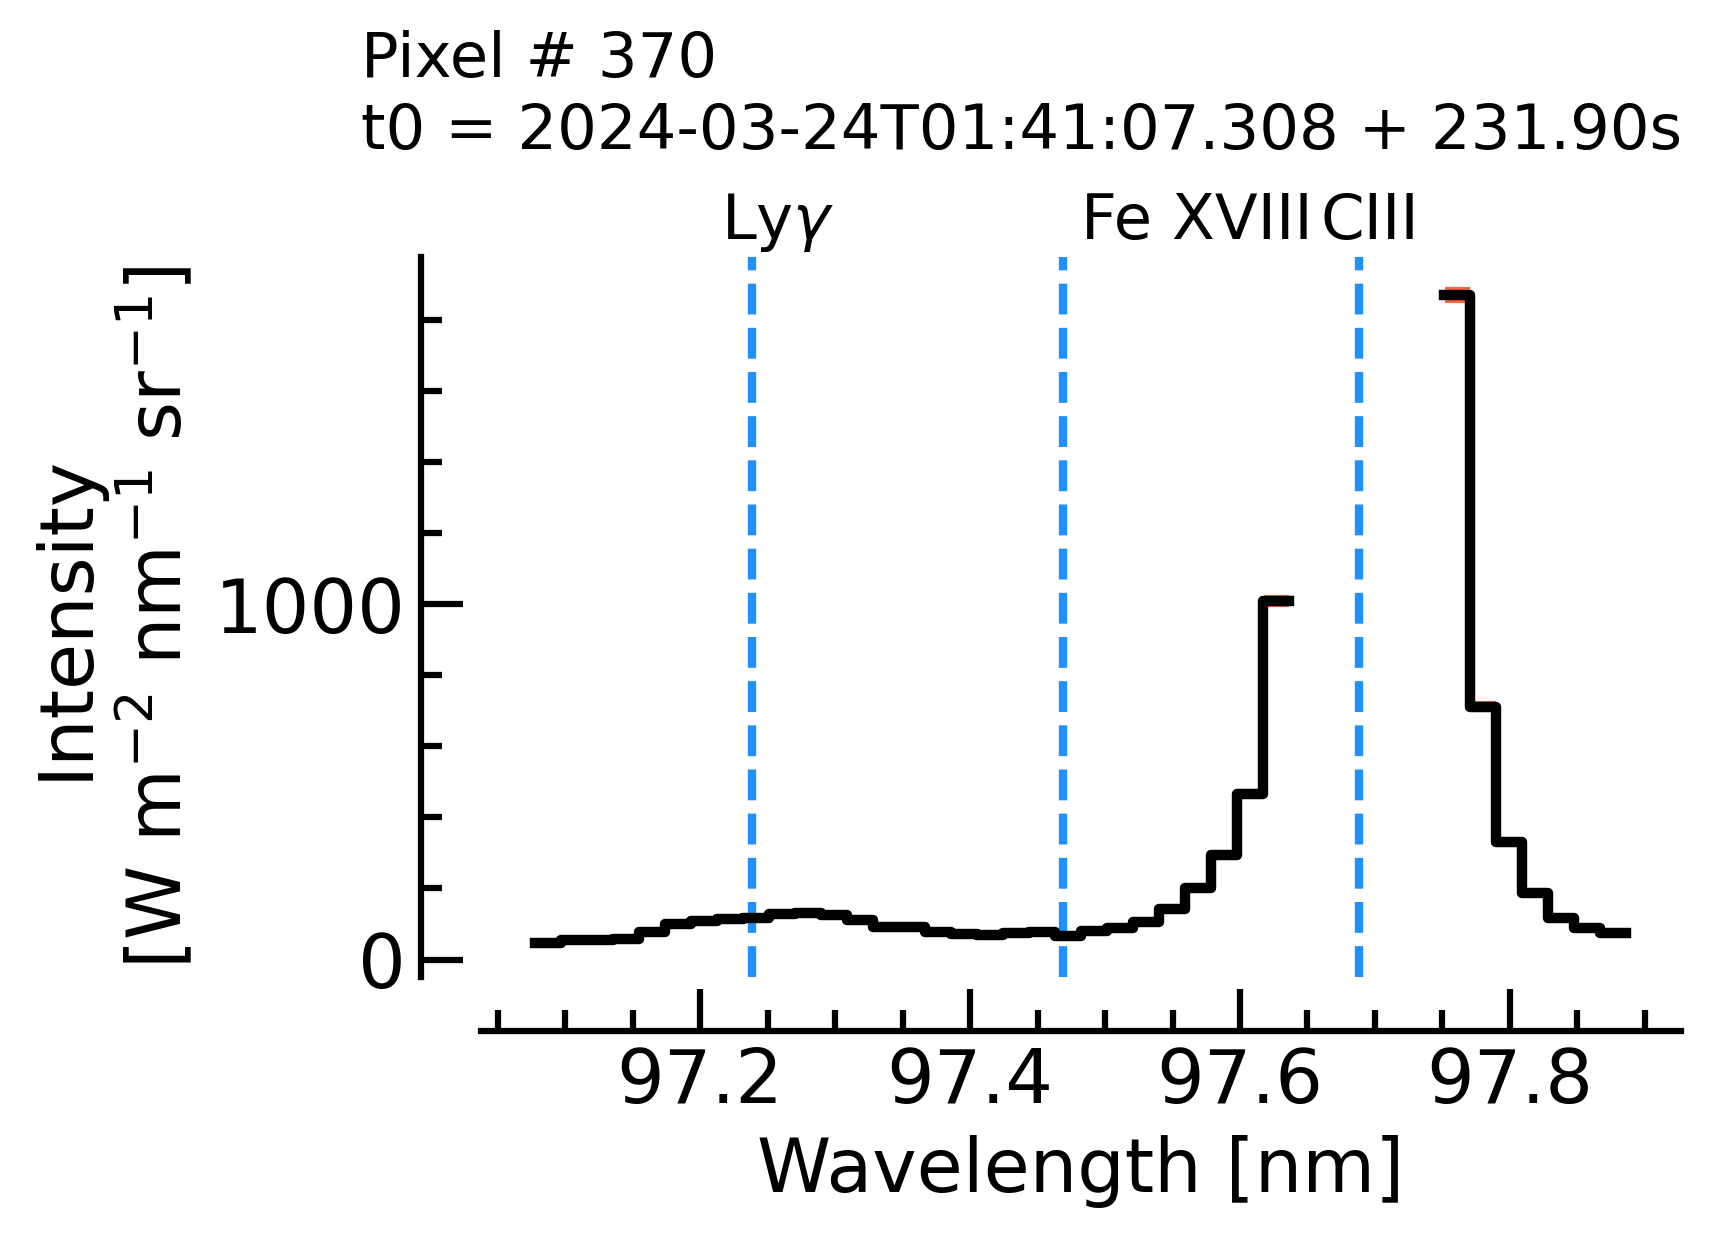 Pixel # 370
t0 = 2024-03-24T01:41:07.308 + 231.90s
Lyγ Fe XVIII CIII
Intensity
[W m⁻² nm⁻¹ sr⁻¹]
1000
0
97.2 97.4 97.6 97.8
Wavelength [nm]